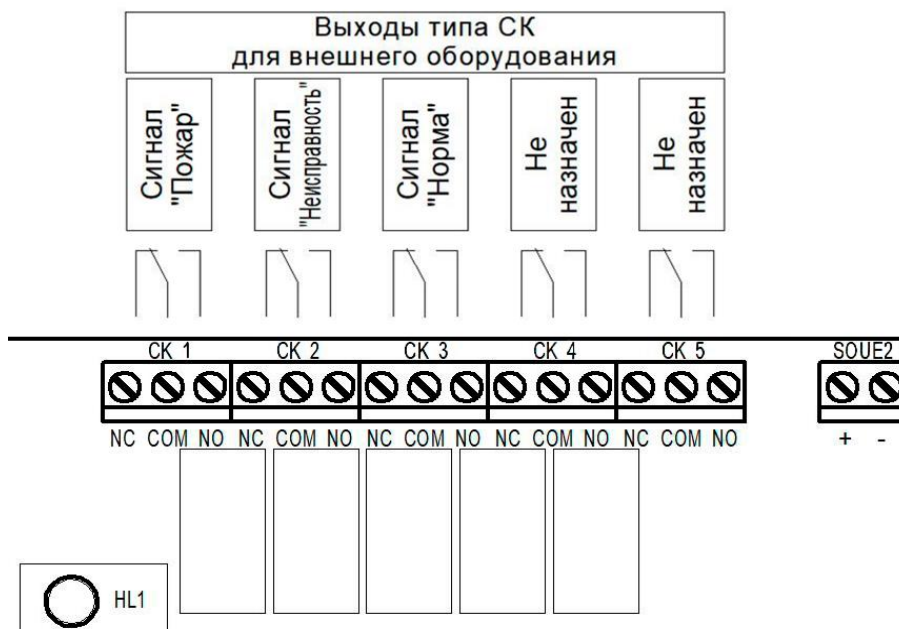 Выходы типа СК
для внешнего оборудования
Сигнал
"Пожар"
Сигнал
"Неисправность"
Сигнал
"Норма"
Не
назначен
Не
назначен
СК 1 СК 2 СК 3 СК 4 СК 5 SOUE2
NC COM NO NC COM NO NC COM NO NC COM NO NC COM NO + -
HL1